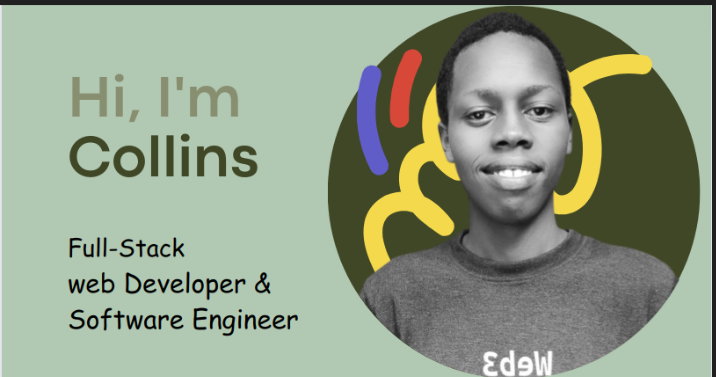 Hi, I'm
Collins
Full-Stack
web Developer &
Software Engineer
Web3